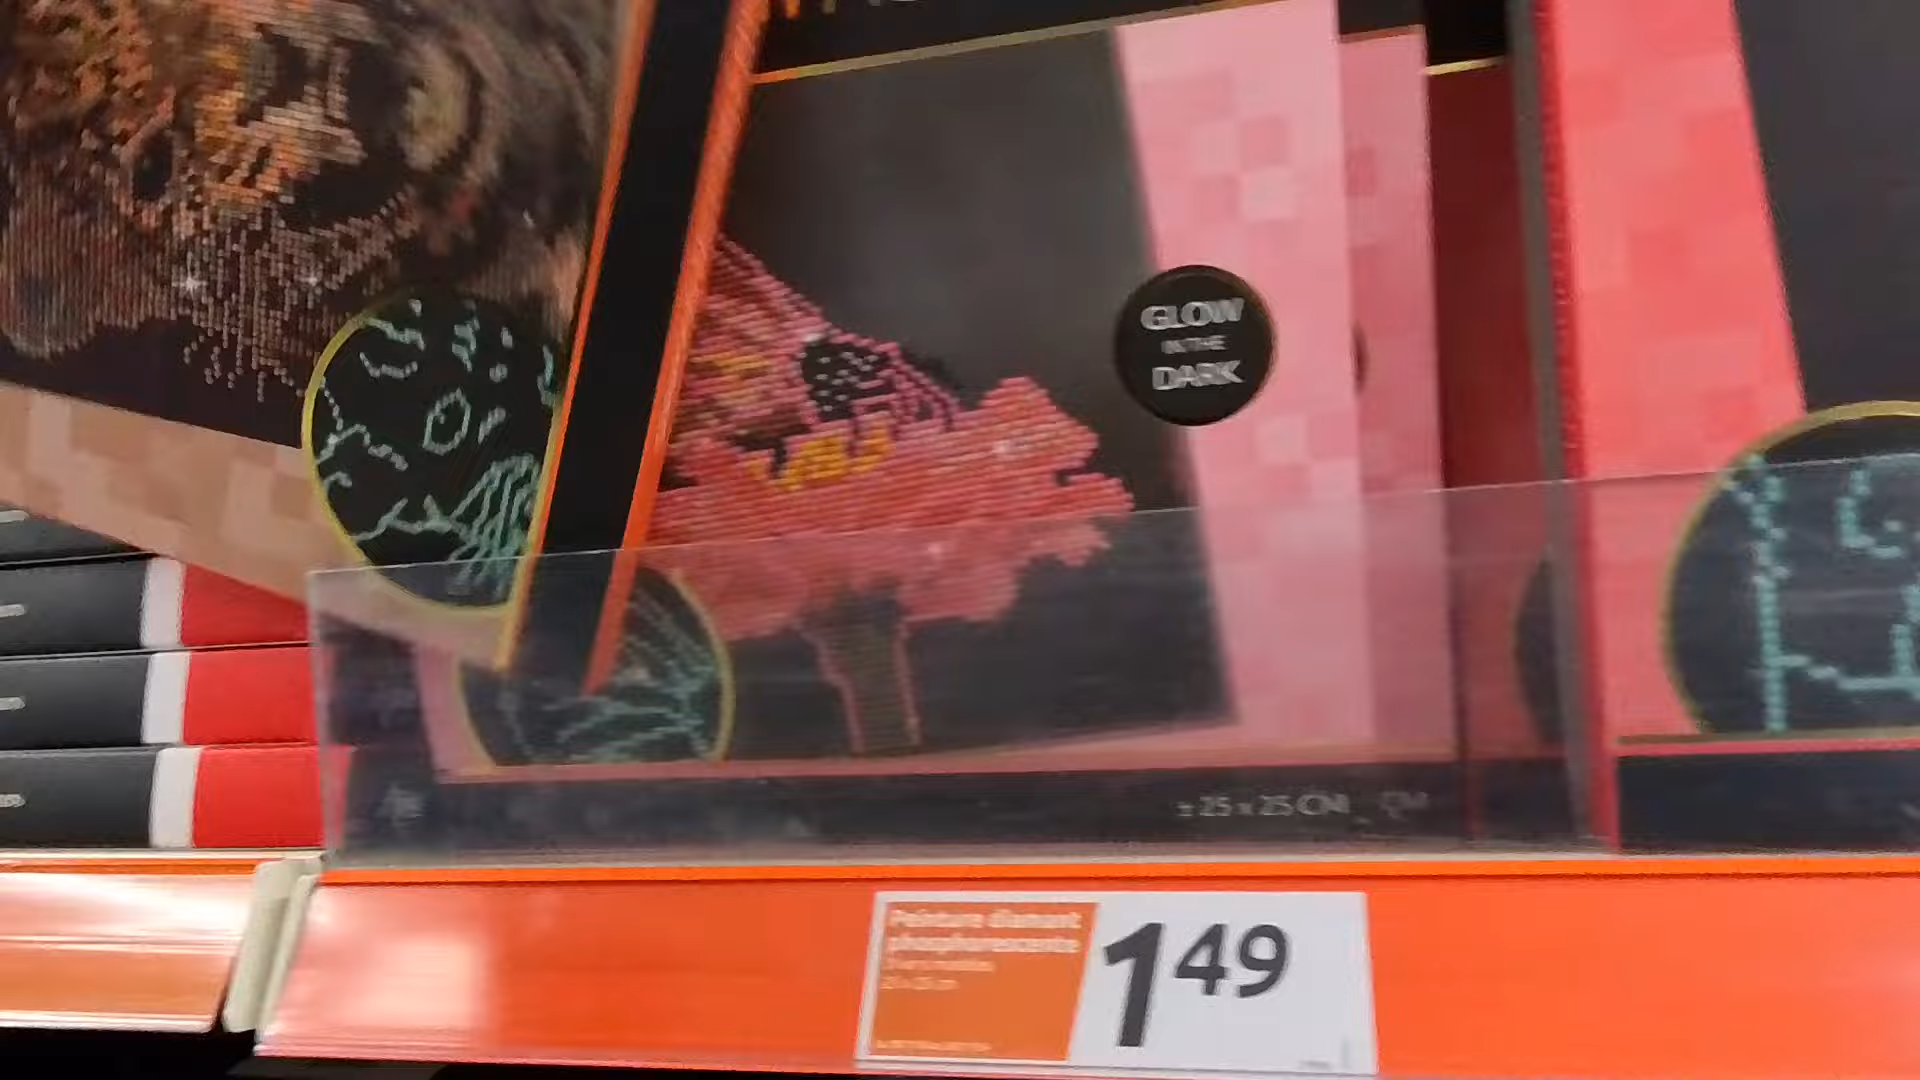 GLOW
IN THE
DARK
± 25 x 25 CM
Peinture diamant
phosphorescente
1 49